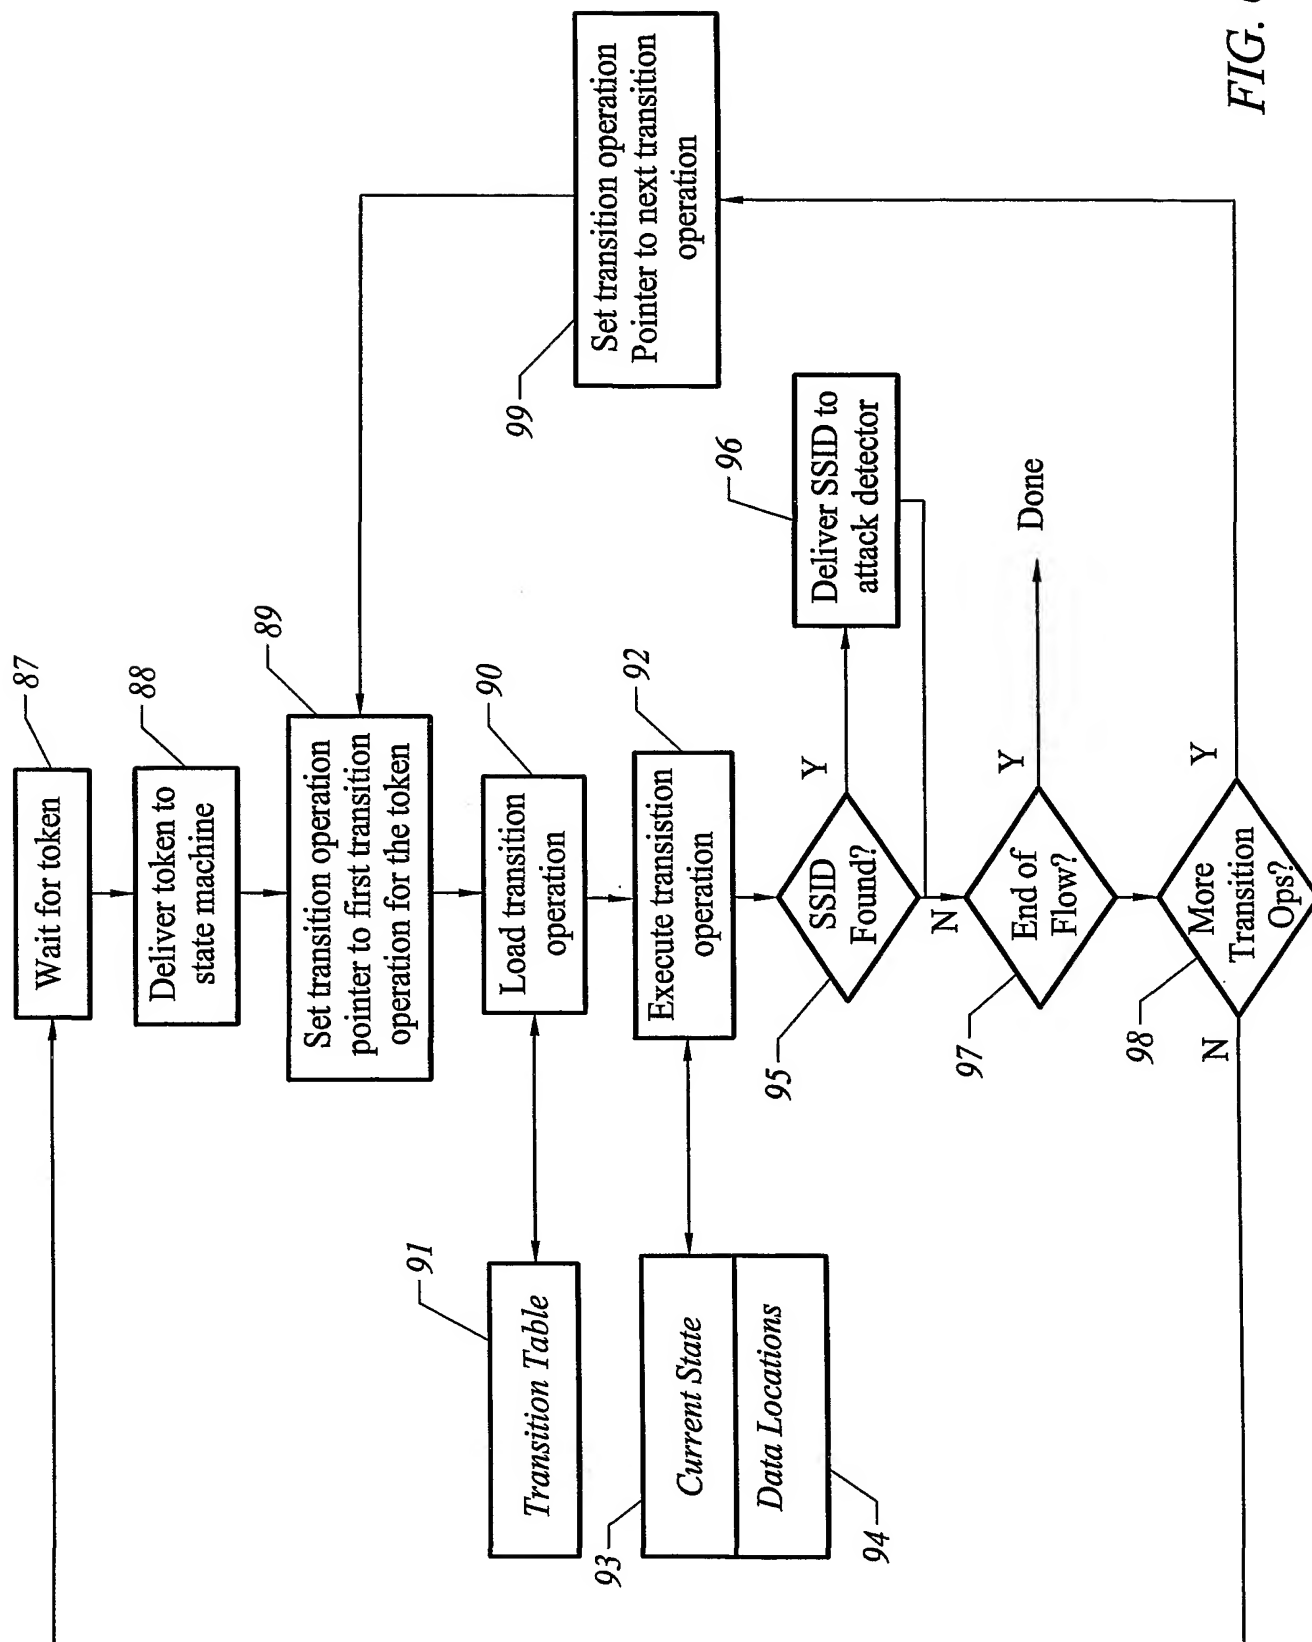 87
Wait for token
88
Deliver token to
state machine
89
Set transition operation
pointer to first transition
operation for the token
90
Load transition
operation
91
Transition Table
92
Execute transistion
operation
93
Current State
Data Locations
94
95
SSID
Found?
Y
N
96
Deliver SSID to
attack detector
97
End of
Flow?
Y
Done
98
More
Transition
Ops?
Y
N
99
Set transition operation
Pointer to next transition
operation
FIG.